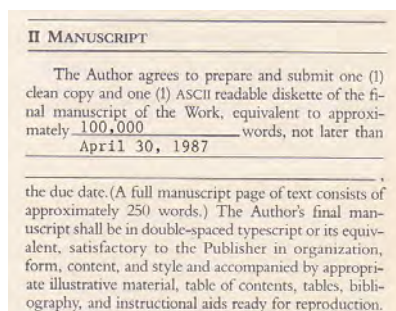 II MANUSCRIPT
The Author agrees to prepare and submit one (1)
clean copy and one (1) ASCII readable diskette of the fi-
nal manuscript of the Work, equivalent to approxi-
mately 100,000 words, not later than
April 30, 1987
,
the due date.(A full manuscript page of text consists of
approximately 250 words.) The Author's final man-
uscript shall be in double-spaced typescript or its equiv-
alent, satisfactory to the Publisher in organization,
form, content, and style and accompanied by appropri-
ate illustrative material, table of contents, tables, bibli-
ography, and instructional aids ready for reproduction.